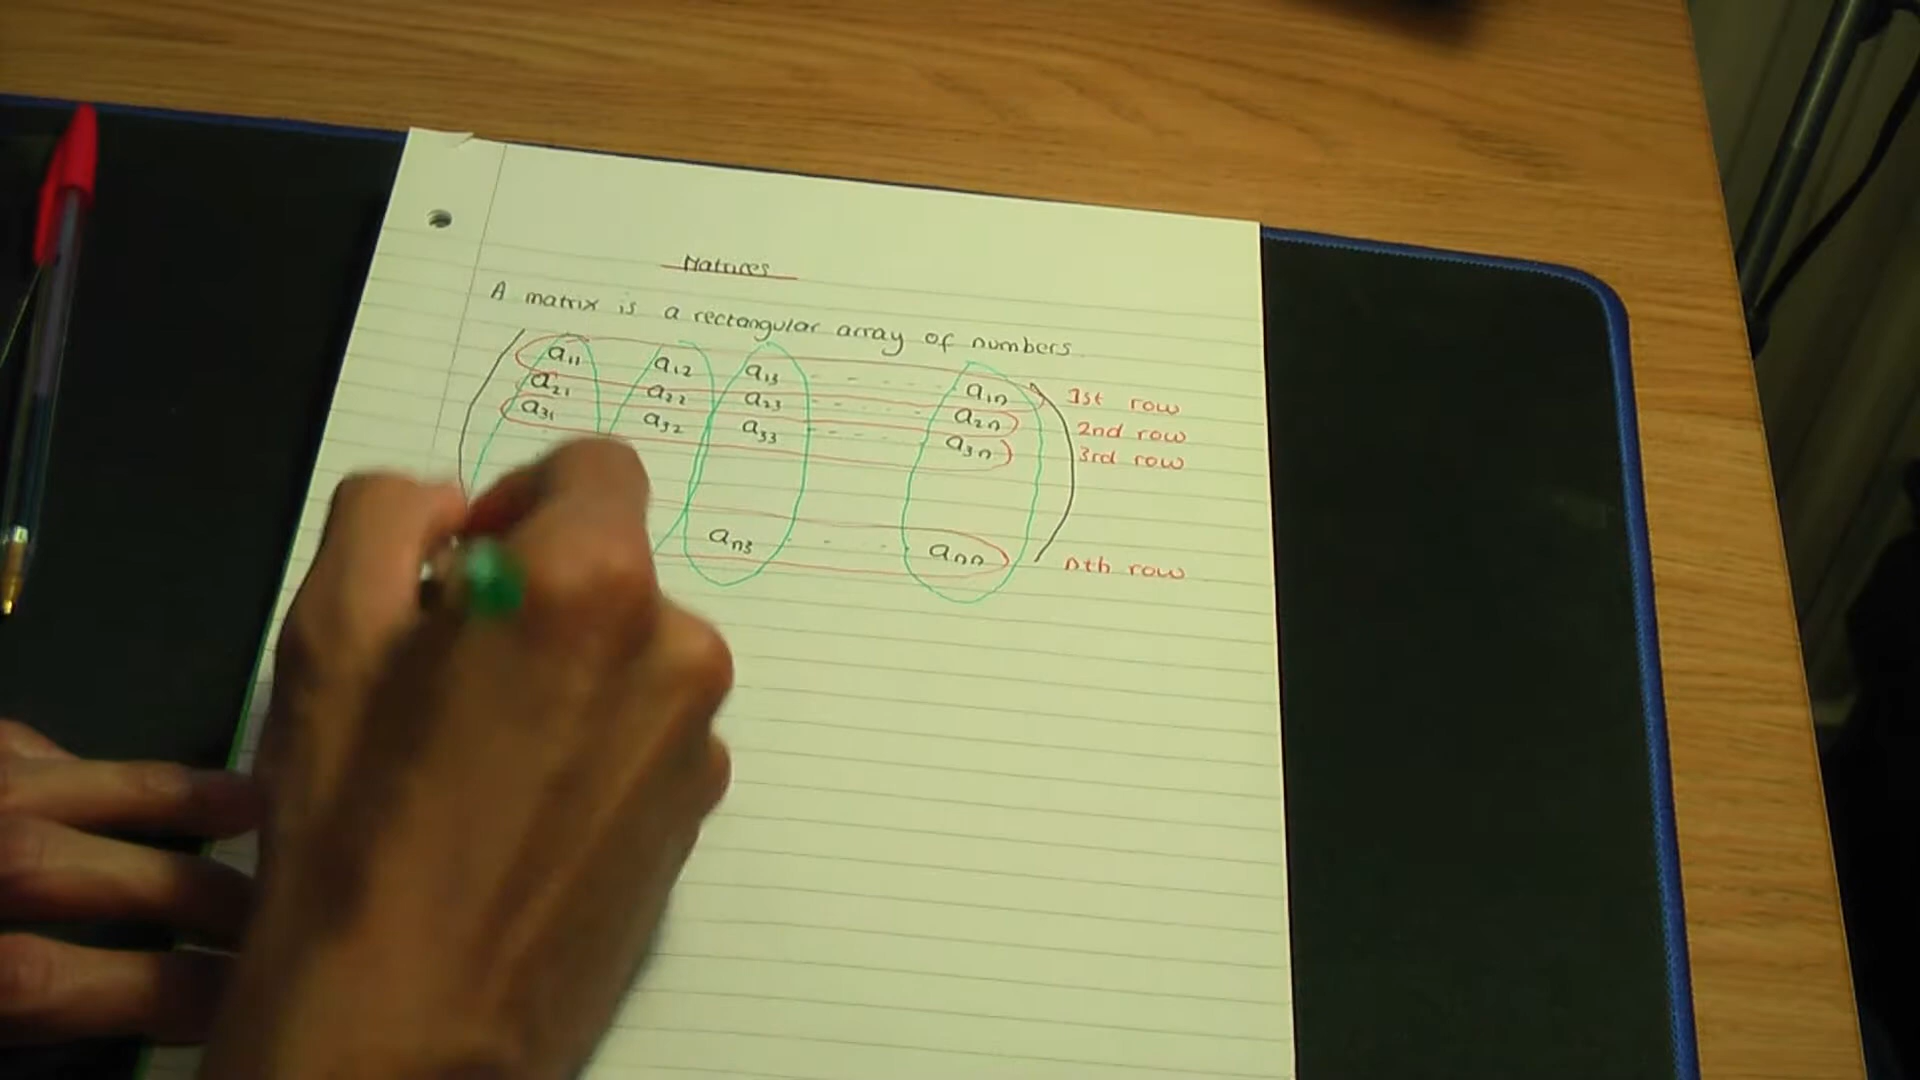 Matrices
A matrix is a rectangular array of numbers
a11 a12 a13 - - - - - a1n 1st row
a21 a22 a23 - - - - a2n 2nd row
a31 a32 a33 - - - - a3n 3rd row
an3 - - - ann nth row